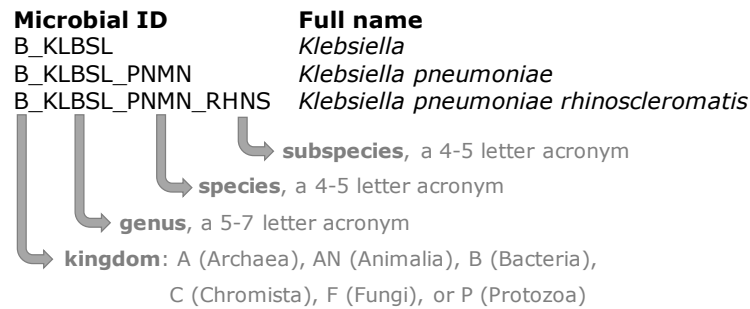 Microbial ID Full name
B_KLBSL Klebsiella
B_KLBSL_PNMN Klebsiella pneumoniae
B_KLBSL_PNMN_RHNS Klebsiella pneumoniae rhinoscleromatis
subspecies, a 4-5 letter acronym
species, a 4-5 letter acronym
genus, a 5-7 letter acronym
kingdom: A (Archaea), AN (Animalia), B (Bacteria),
C (Chromista), F (Fungi), or P (Protozoa)